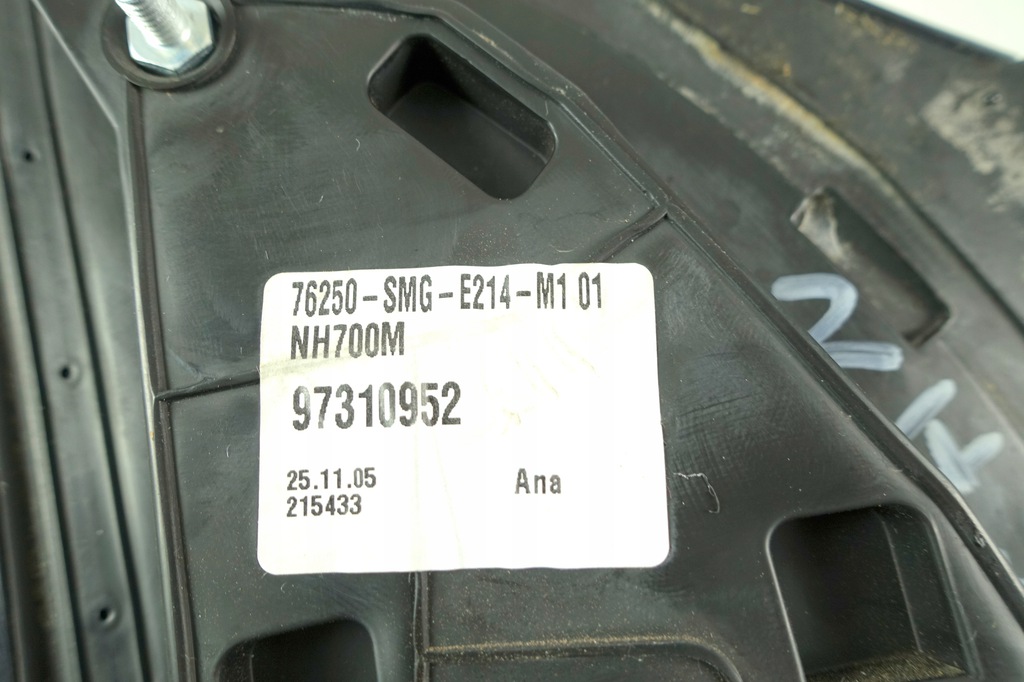 76250-SMG-E214-M1 01
NH700M
97310952
25.11.05
215433
Ana